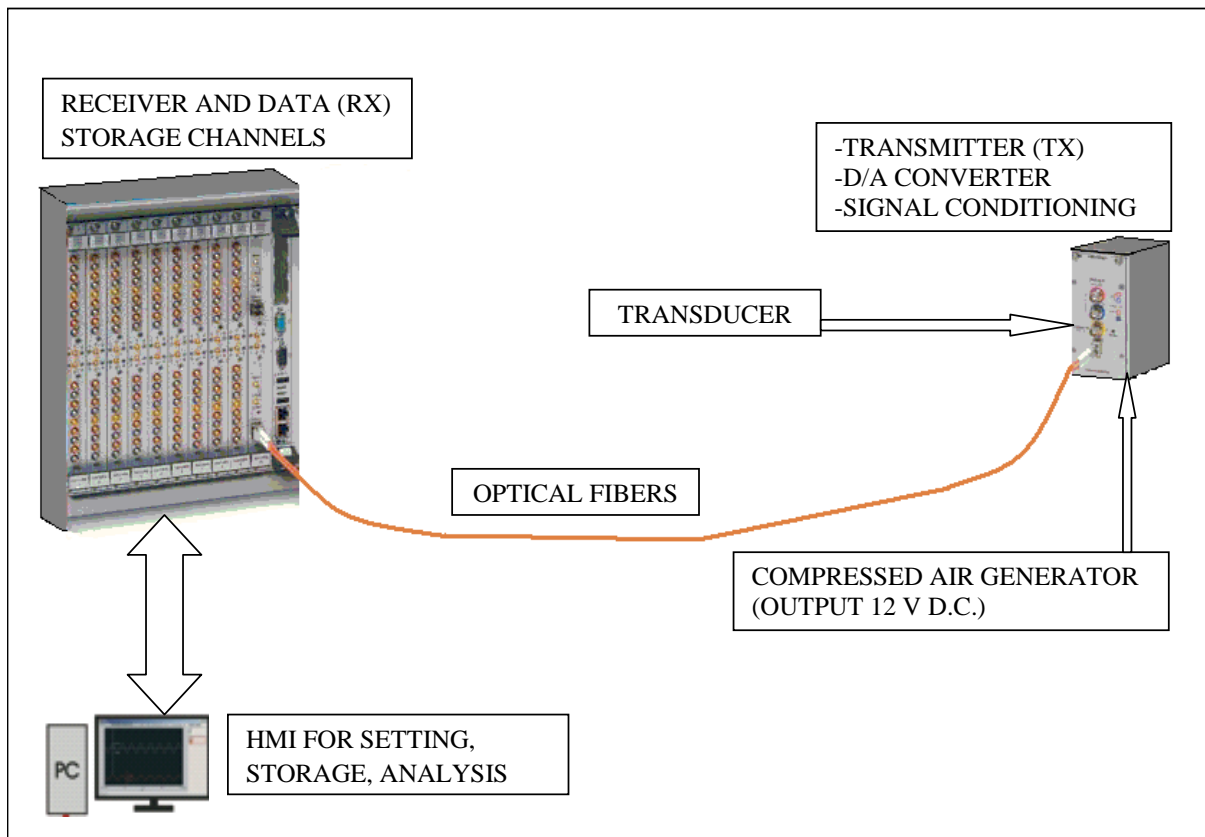 RECEIVER AND DATA (RX)
STORAGE CHANNELS
-TRANSMITTER (TX)
-D/A CONVERTER
-SIGNAL CONDITIONING
TRANSDUCER
OPTICAL FIBERS
COMPRESSED AIR GENERATOR
(OUTPUT 12 V D.C.)
HMI FOR SETTING,
STORAGE, ANALYSIS
PC